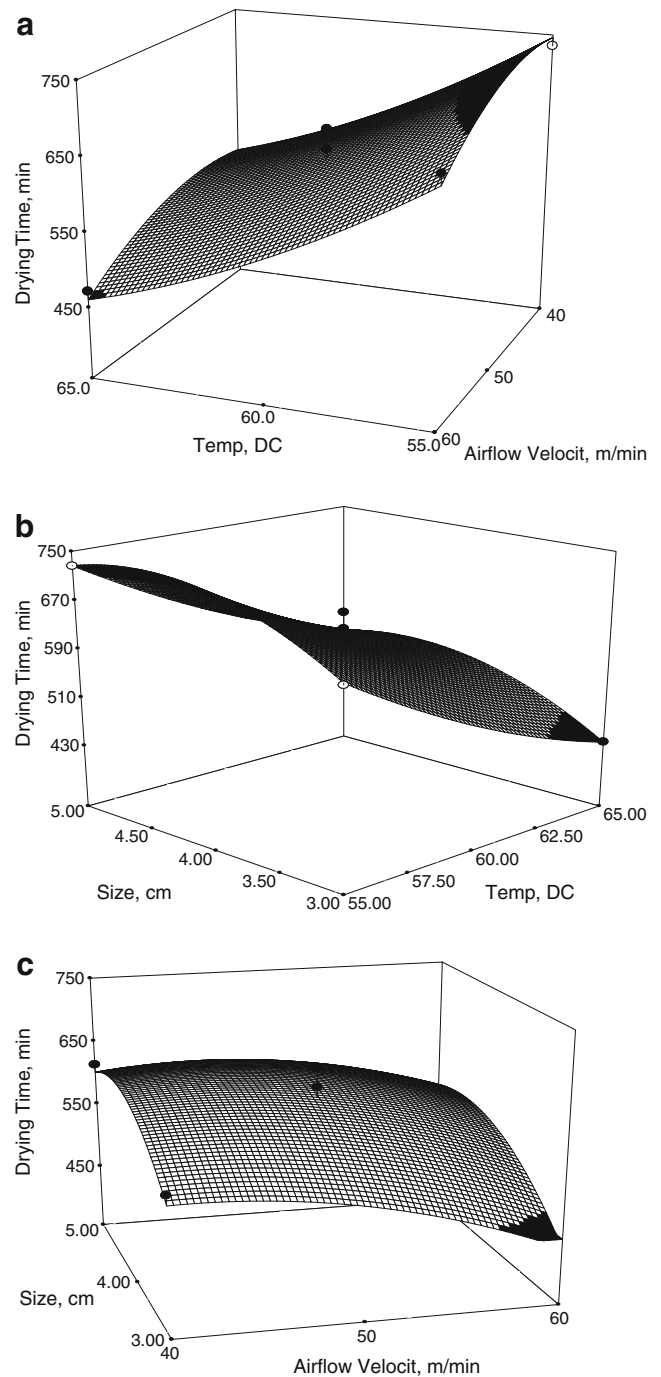 a
750
650
550
450
Drying Time, min
65.0
60.0
55.0
Temp, DC
60
50
40
Airflow Velocit, m/min
b
750
670
590
510
430
Drying Time, min
5.00
4.50
4.00
3.50
3.00
Size, cm
55.00
57.50
60.00
62.50
65.00
Temp, DC
c
750
650
550
450
Drying Time, min
5.00
4.00
3.00
Size, cm
40
50
60
Airflow Velocit, m/min